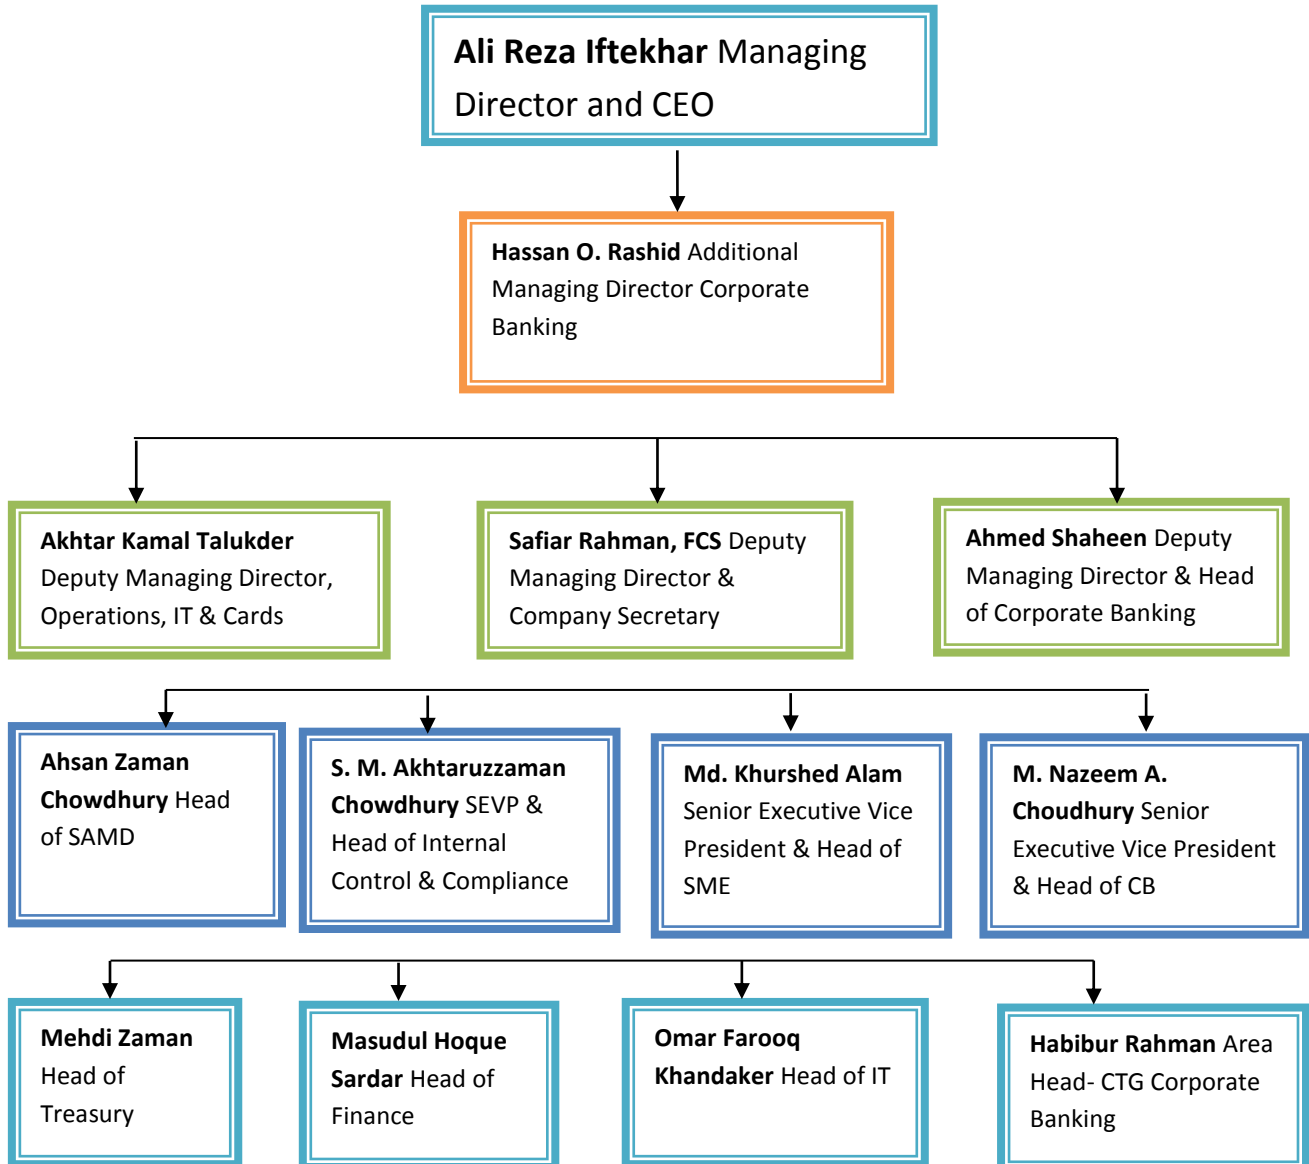 Ali Reza Iftekhar Managing
Director and CEO
Hassan O. Rashid Additional
Managing Director Corporate
Banking
Akhtar Kamal Talukder
Deputy Managing Director,
Operations, IT & Cards
Safiar Rahman, FCS Deputy
Managing Director &
Company Secretary
Ahmed Shaheen Deputy
Managing Director & Head
of Corporate Banking
Ahsan Zaman
Chowdhury Head
of SAMD
S. M. Akhtaruzzaman
Chowdhury SEVP &
Head of Internal
Control & Compliance
Md. Khurshed Alam
Senior Executive Vice
President & Head of
SME
M. Nazeem A.
Choudhury Senior
Executive Vice President
& Head of CB
Mehdi Zaman
Head of
Treasury
Masudul Hoque
Sardar Head of
Finance
Omar Farooq
Khandaker Head of IT
Habibur Rahman Area
Head- CTG Corporate
Banking